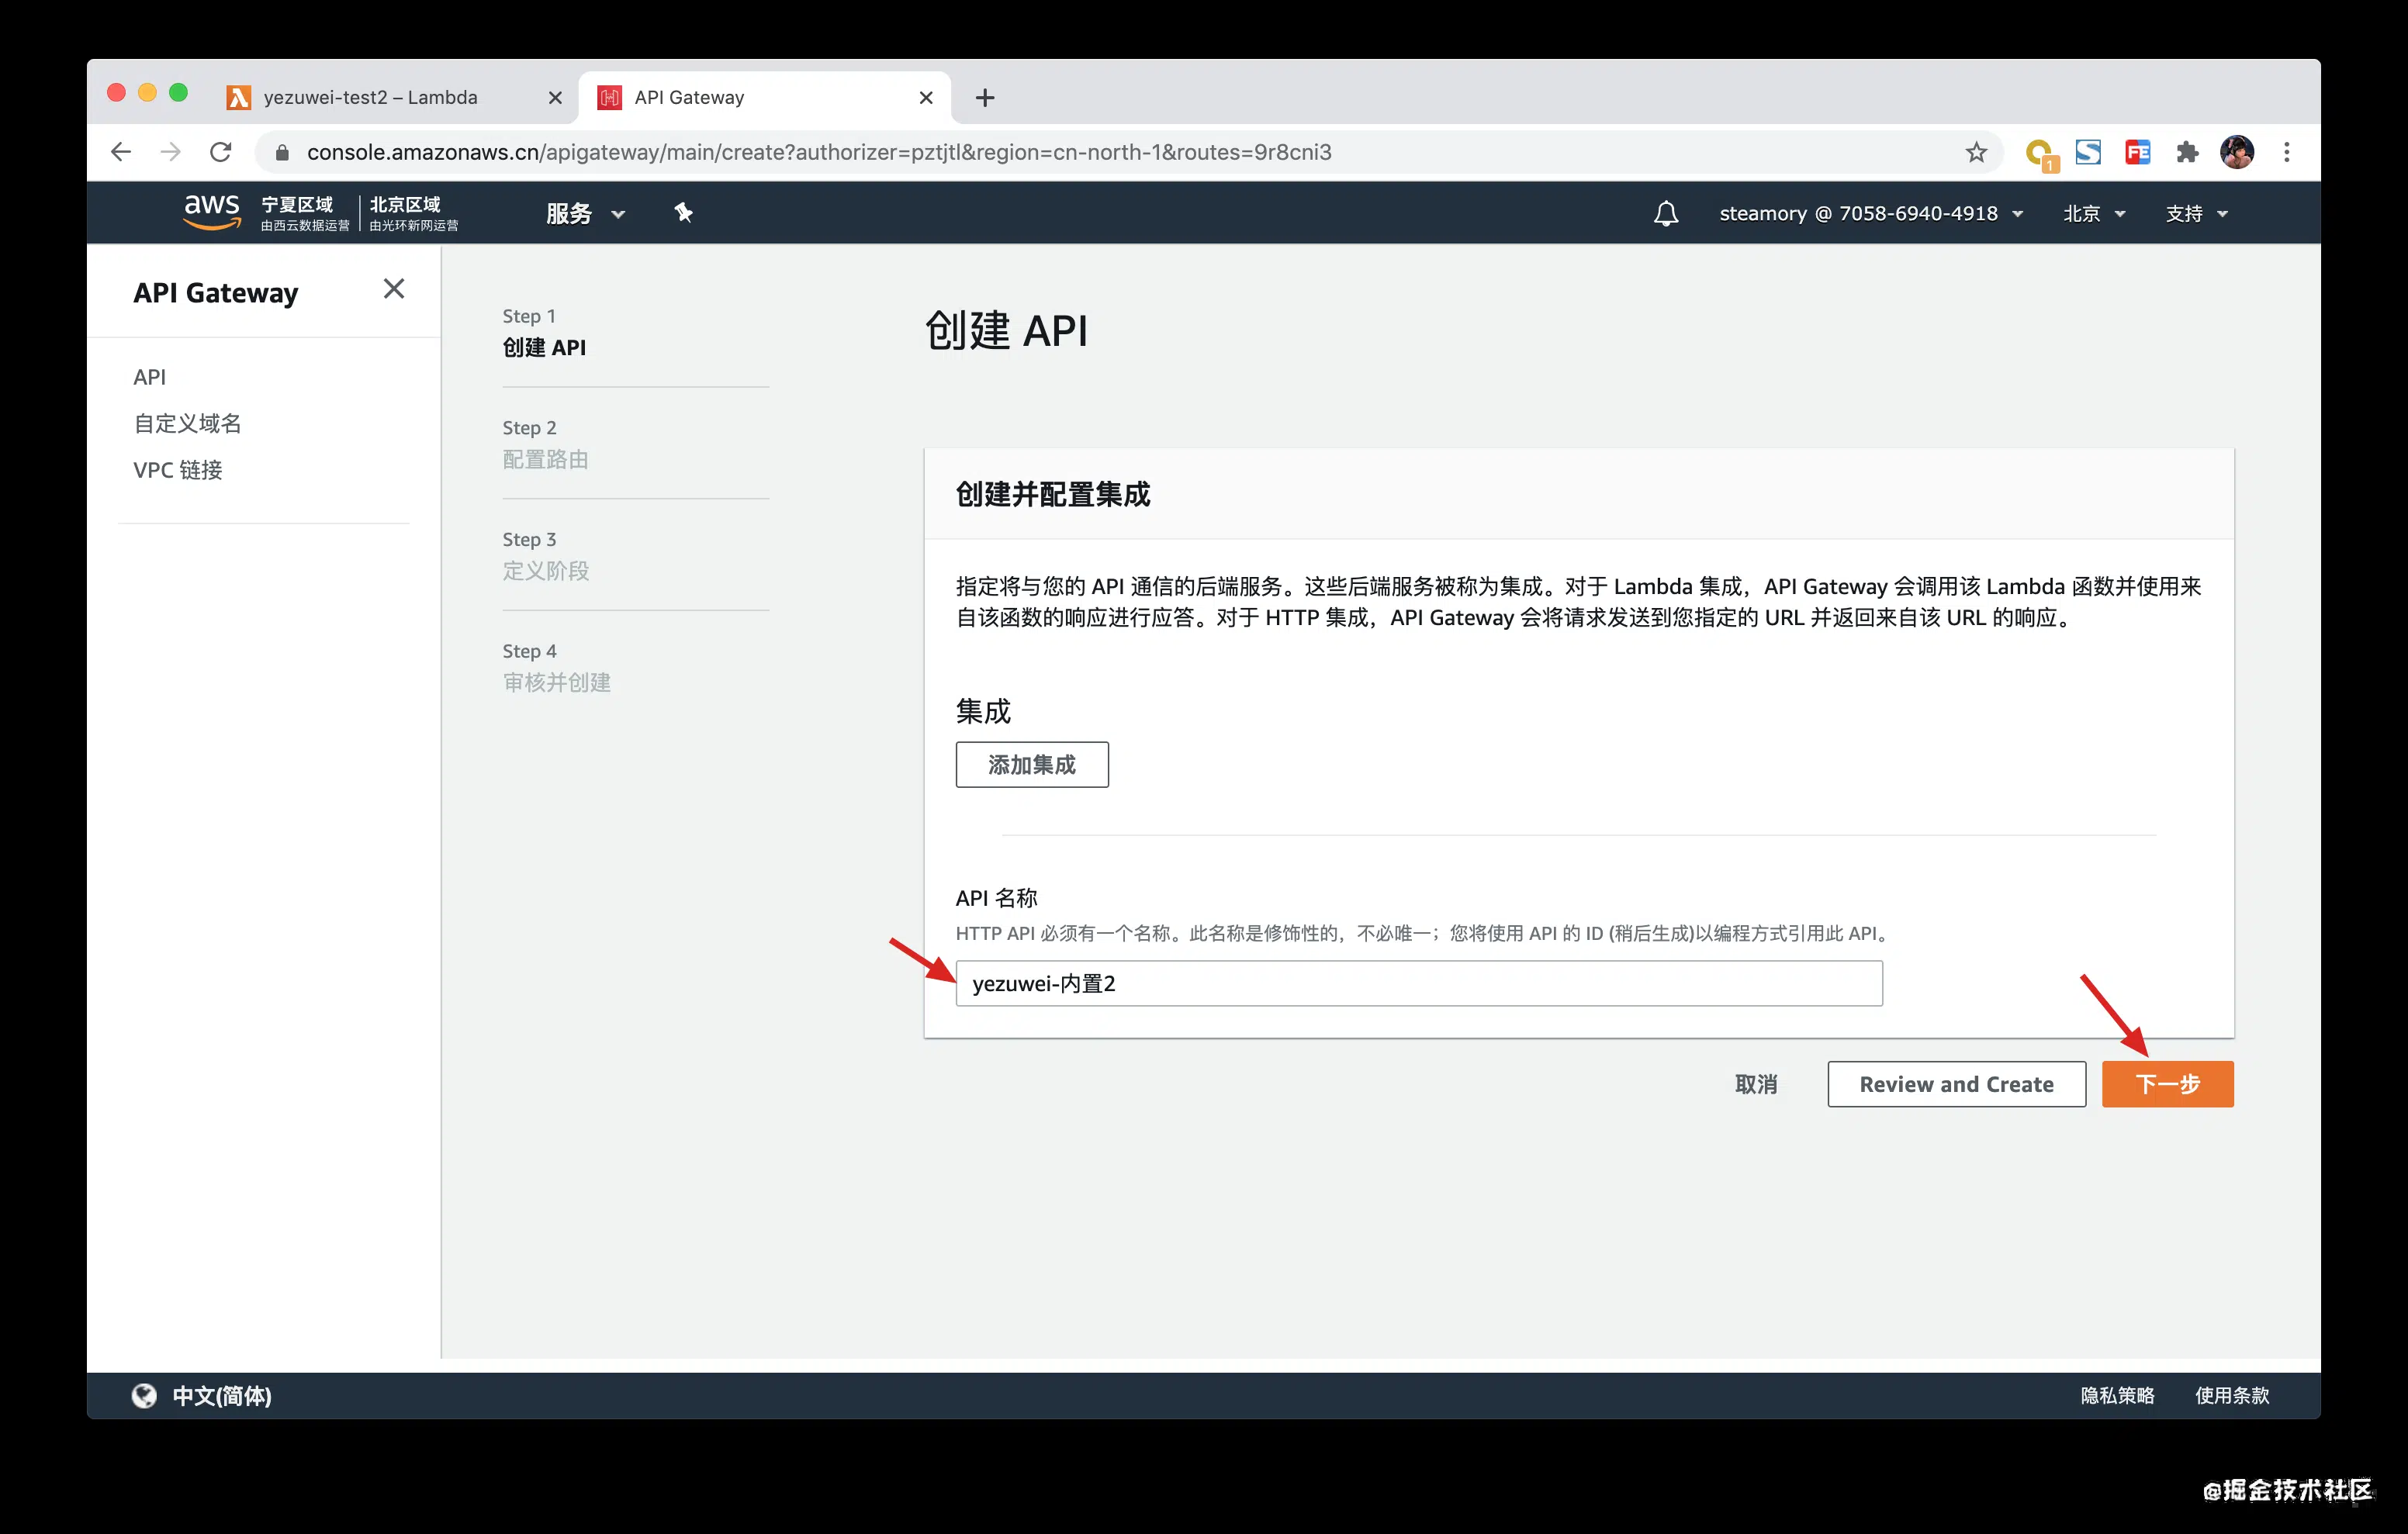 yezuwei-test2 – Lambda
API Gateway
console.amazonaws.cn/apigateway/main/create?authorizer=pztjtl&region=cn-north-1&routes=9r8cni3
1
FE
aws
宁夏区域
由西云数据运营
北京区域
由光环新网运营
服务
steamory @ 7058-6940-4918
北京
支持
API Gateway
API
自定义域名
VPC 链接
Step 1
创建 API
Step 2
配置路由
Step 3
定义阶段
Step 4
审核并创建
创建 API
创建并配置集成
指定将与您的 API 通信的后端服务。这些后端服务被称为集成。对于 Lambda 集成，API Gateway 会调用该 Lambda 函数并使用来
自该函数的响应进行应答。对于 HTTP 集成，API Gateway 会将请求发送到您指定的 URL 并返回来自该 URL 的响应。
集成
添加集成
API 名称
HTTP API 必须有一个名称。此名称是修饰性的，不必唯一；您将使用 API 的 ID (稍后生成)以编程方式引用此 API。
yezuwei-内置2
取消
Review and Create
下一步
中文(简体)
隐私策略
使用条款
@掘金技术社区